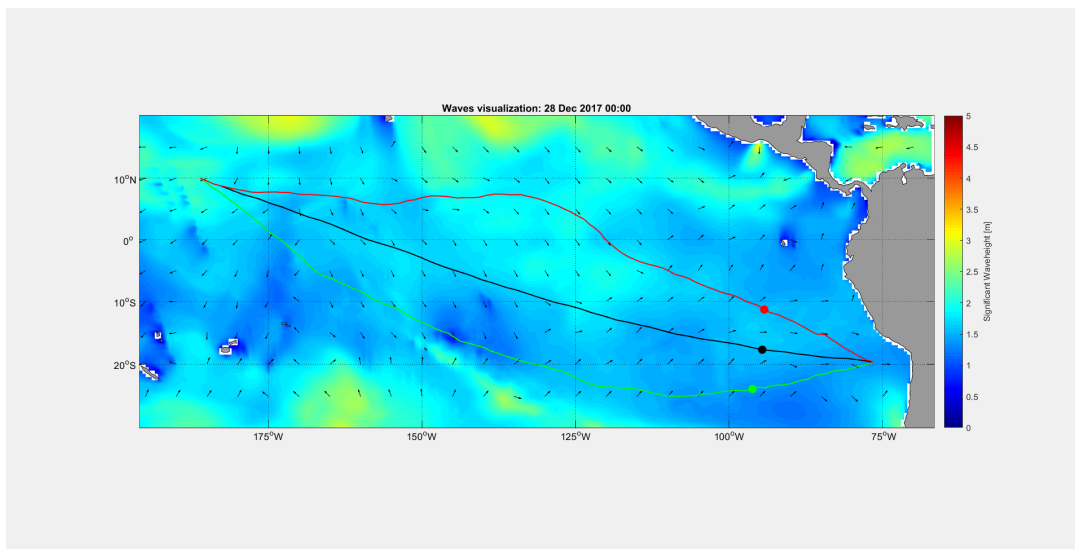 Waves visualization: 28 Dec 2017 00:00
10°N
0°
10°S
20°S
175°W
150°W
125°W
100°W
75°W
5
4.5
4
3.5
3
2.5
2
1.5
1
0.5
0
Significant Waveheight [m]